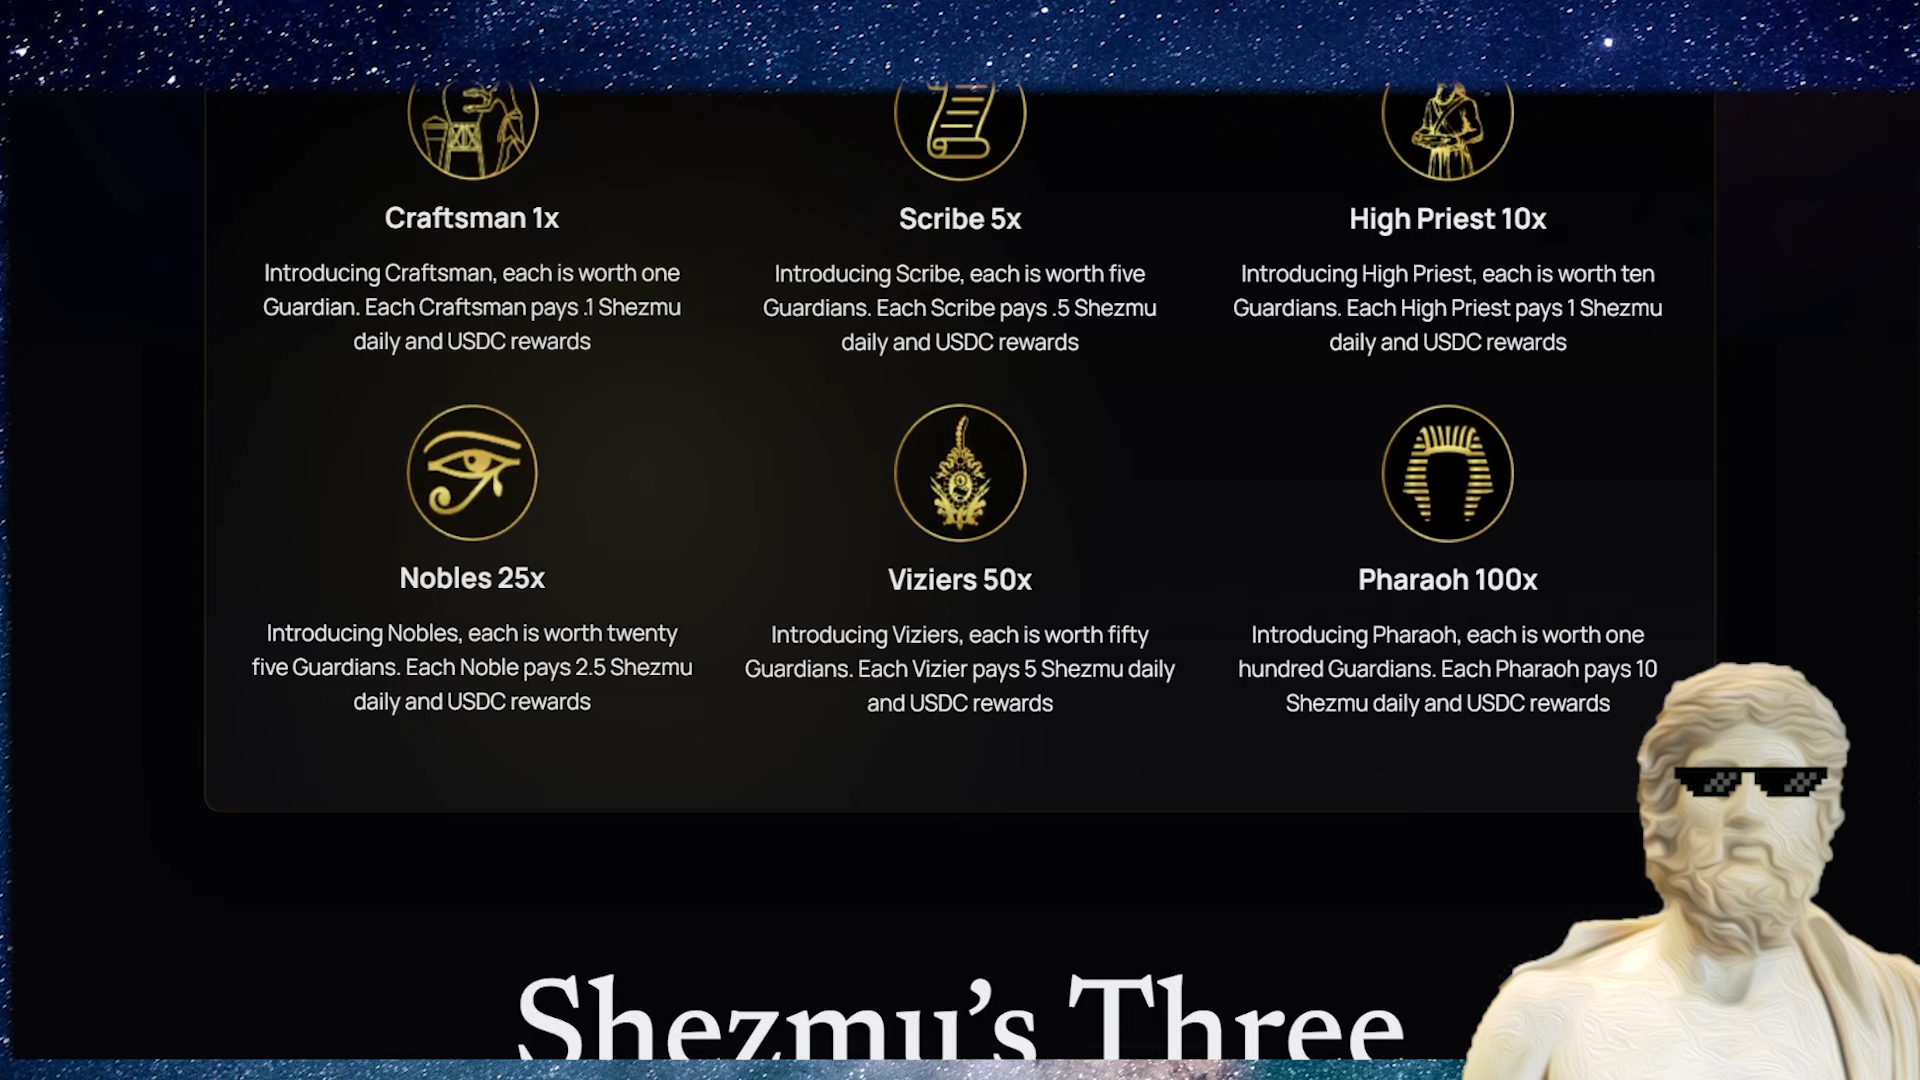 Craftsman 1x
Introducing Craftsman, each is worth one
Guardian. Each Craftsman pays .1 Shezmu
daily and USDC rewards
Scribe 5x
Introducing Scribe, each is worth five
Guardians. Each Scribe pays .5 Shezmu
daily and USDC rewards
High Priest 10x
Introducing High Priest, each is worth ten
Guardians. Each High Priest pays 1 Shezmu
daily and USDC rewards
Nobles 25x
Introducing Nobles, each is worth twenty
five Guardians. Each Noble pays 2.5 Shezmu
daily and USDC rewards
Viziers 50x
Introducing Viziers, each is worth fifty
Guardians. Each Vizier pays 5 Shezmu daily
and USDC rewards
Pharaoh 100x
Introducing Pharaoh, each is worth one
hundred Guardians. Each Pharaoh pays 10
Shezmu daily and USDC rewards
Shezmu’s Three